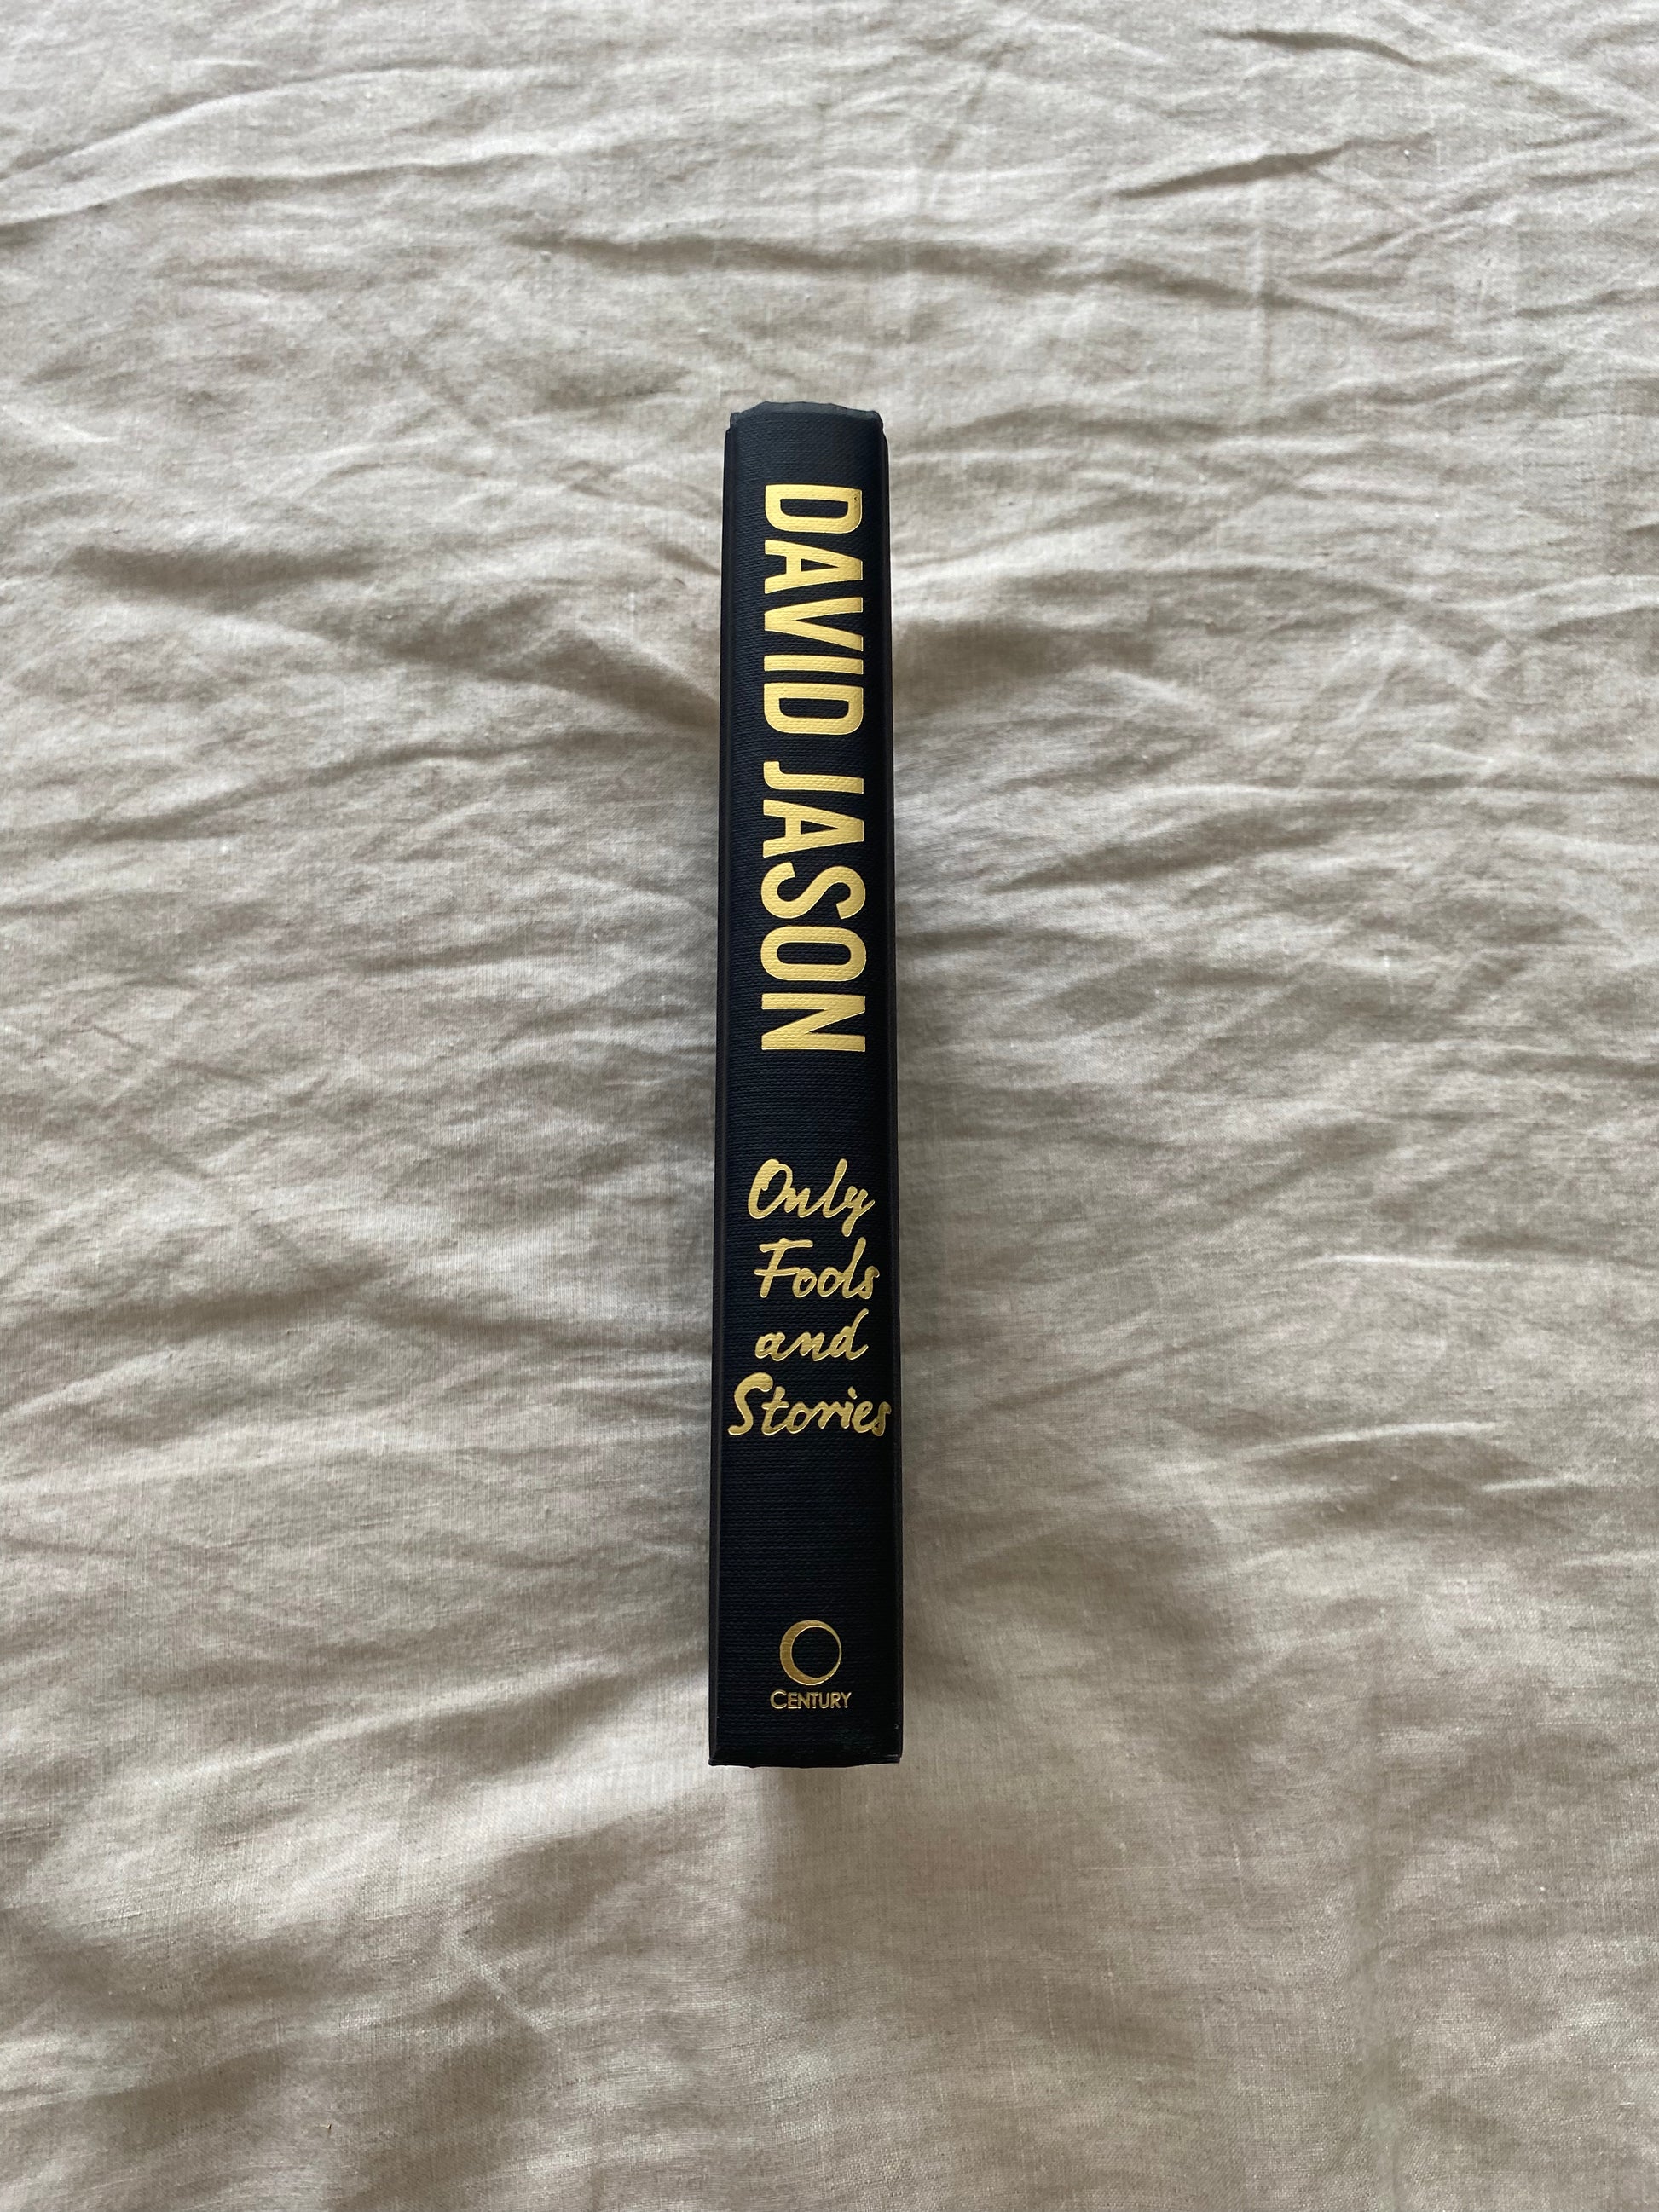 DAVID JASON
Only
Fools
and
Stories
CENTURY